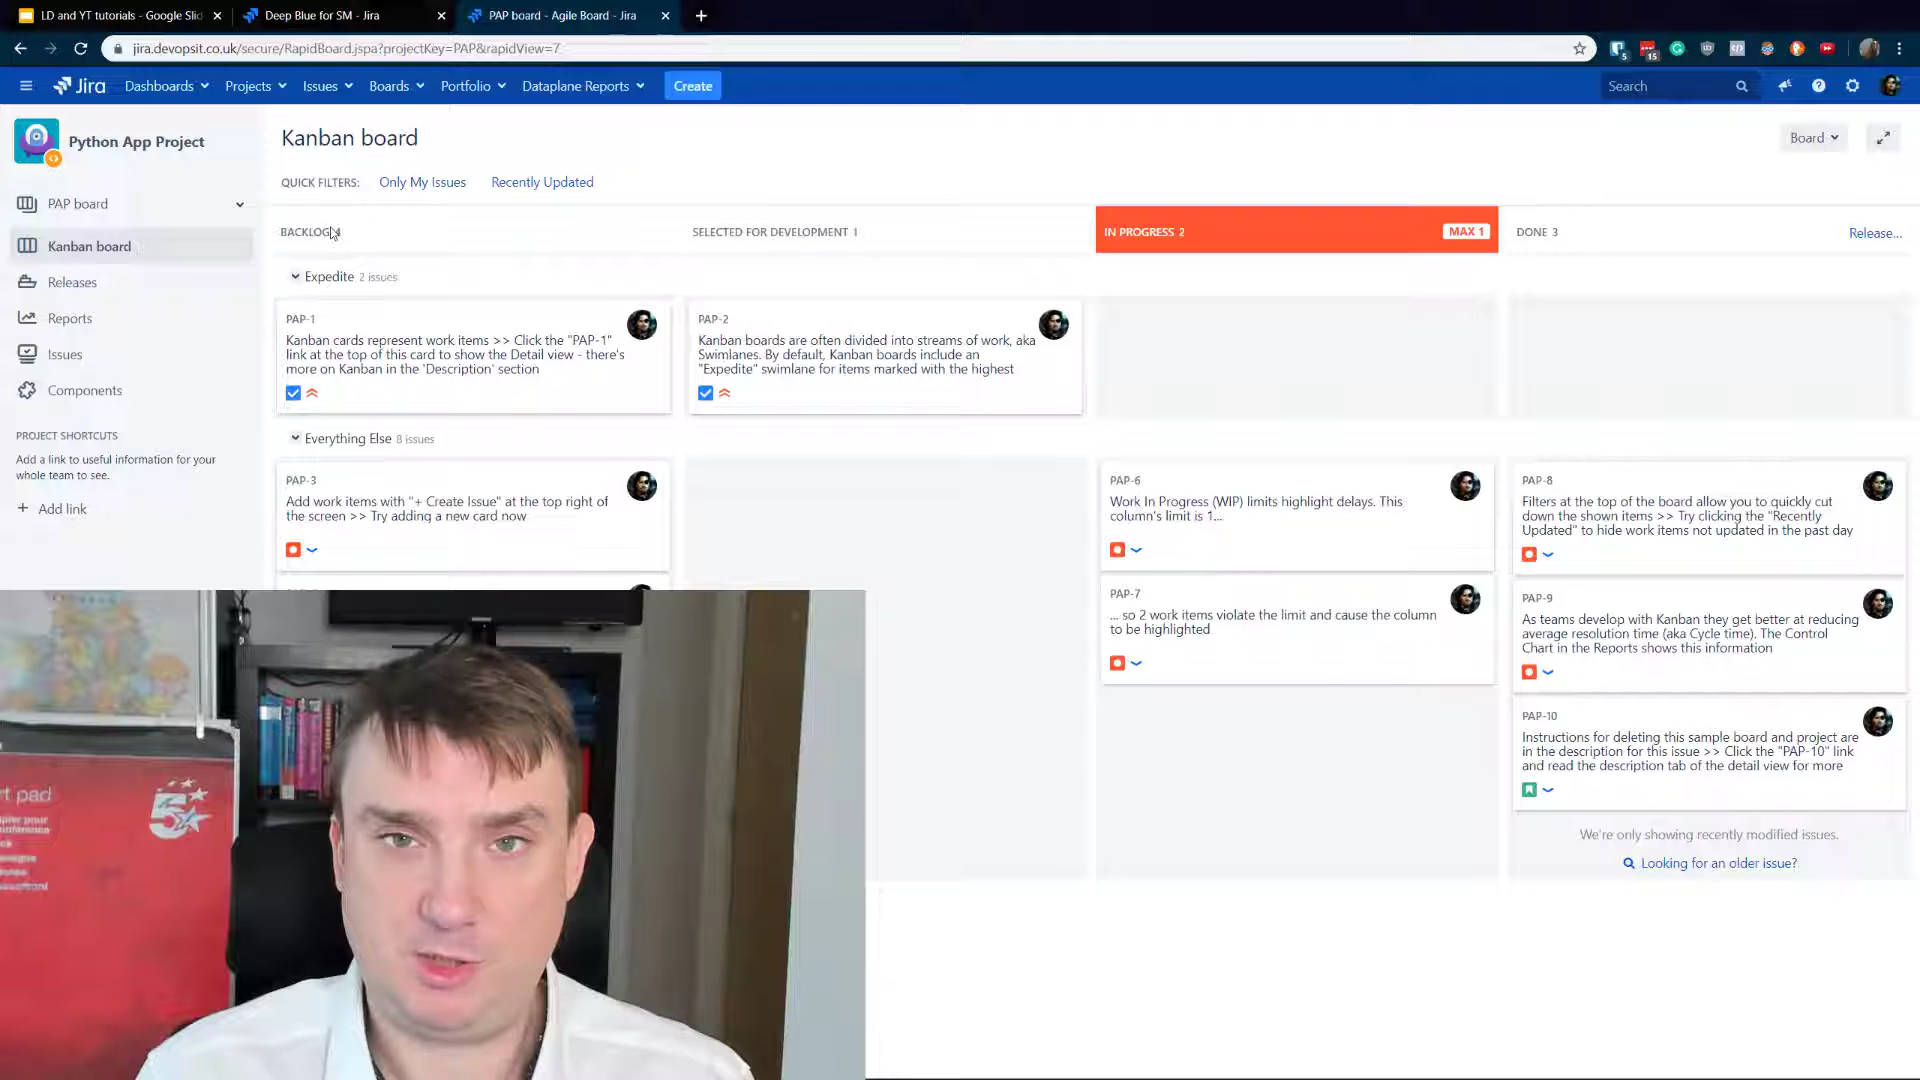 LD and YT tutorials - Google Slid
Deep Blue for SM - Jira
PAP board - Agile Board - Jira
jira.devopsit.co.uk/secure/RapidBoard.jspa?projectKey=PAP&rapidView=7
5
15
Jira
Dashboards
Projects
Issues
Boards
Portfolio
Dataplane Reports
Create
Search
Python App Project
PAP board
Kanban board
Releases
Reports
Issues
Components
PROJECT SHORTCUTS
Add a link to useful information for your
whole team to see.
+ Add link
Kanban board
Board
QUICK FILTERS:
Only My Issues
Recently Updated
BACKLOG
SELECTED FOR DEVELOPMENT 1
IN PROGRESS 2
MAX 1
DONE 3
Release...
Expedite 2 issues
PAP-1
Kanban cards represent work items >> Click the "PAP-1"
link at the top of this card to show the Detail view - there's
more on Kanban in the 'Description' section
PAP-2
Kanban boards are often divided into streams of work, aka
Swimlanes. By default, Kanban boards include an
"Expedite" swimlane for items marked with the highest
Everything Else 8 issues
PAP-3
Add work items with "+ Create Issue" at the top right of
the screen >> Try adding a new card now
PAP-6
Work In Progress (WIP) limits highlight delays. This
column's limit is 1...
PAP-7
... so 2 work items violate the limit and cause the column
to be highlighted
PAP-8
Filters at the top of the board allow you to quickly cut
down the shown items >> Try clicking the "Recently
Updated" to hide work items not updated in the past day
PAP-9
As teams develop with Kanban they get better at reducing
average resolution time (aka Cycle time). The Control
Chart in the Reports shows this information
PAP-10
Instructions for deleting this sample board and project are
in the description for this issue >> Click the "PAP-10" link
and read the description tab of the detail view for more
We're only showing recently modified issues.
Looking for an older issue?
rt pad
5